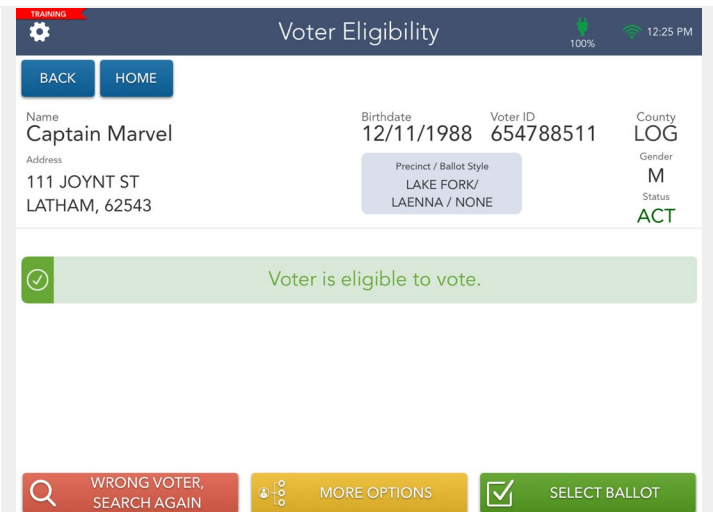 TRAINING
Voter Eligibility
100%
12:25 PM
BACK
HOME
Name
Captain Marvel
Birthdate
12/11/1988
Voter ID
654788511
County
LOG
Address
111 JOYNT ST
LATHAM, 62543
Precinct / Ballot Style
LAKE FORK/
LAENNA / NONE
Gender
M
Status
ACT
Voter is eligible to vote.
WRONG VOTER,
SEARCH AGAIN
MORE OPTIONS
SELECT BALLOT